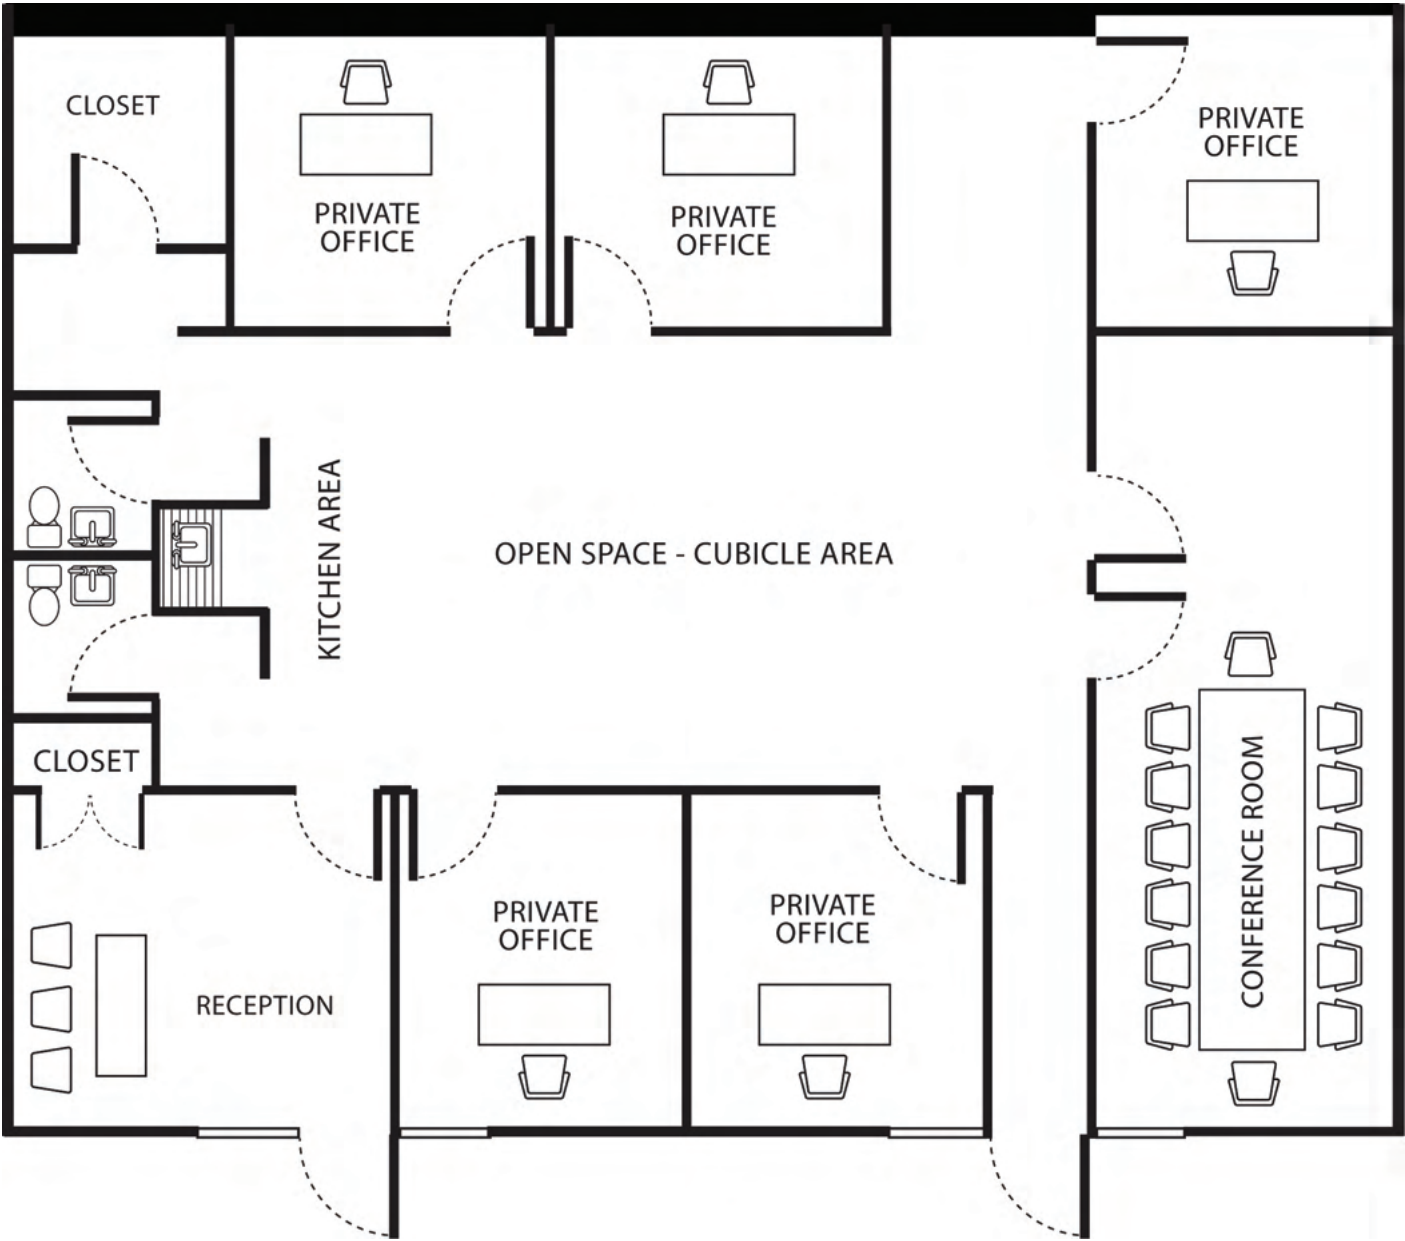 CLOSET
PRIVATE
OFFICE
PRIVATE
OFFICE
PRIVATE
OFFICE
KITCHEN AREA
OPEN SPACE - CUBICLE AREA
CLOSET
RECEPTION
PRIVATE
OFFICE
PRIVATE
OFFICE
CONFERENCE ROOM